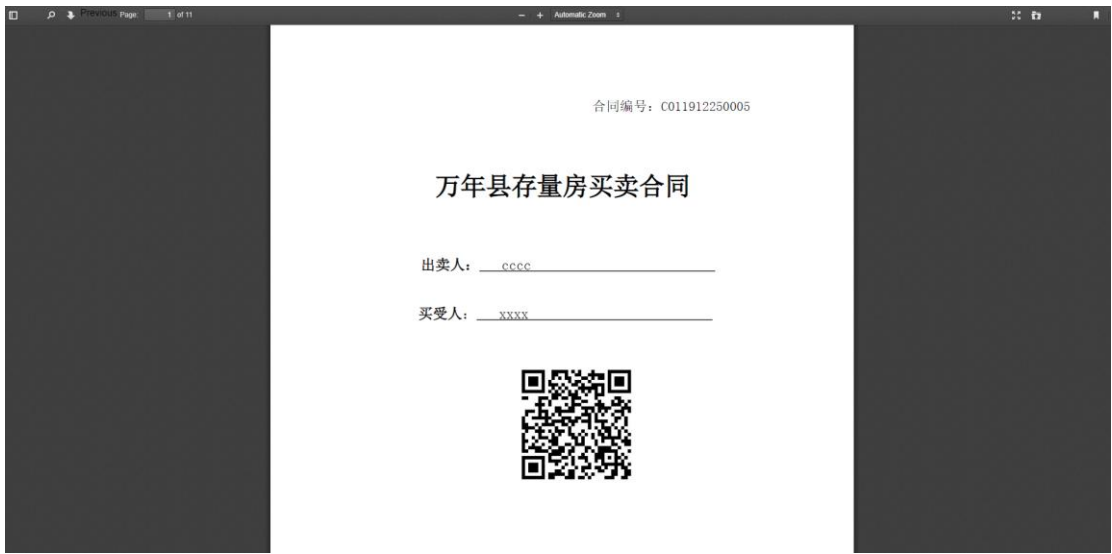 Previous Page: 1 of 11 − + Automatic Zoom
合同编号：C011912250005
万年县存量房买卖合同
出卖人： cccc
买受人： xxxx